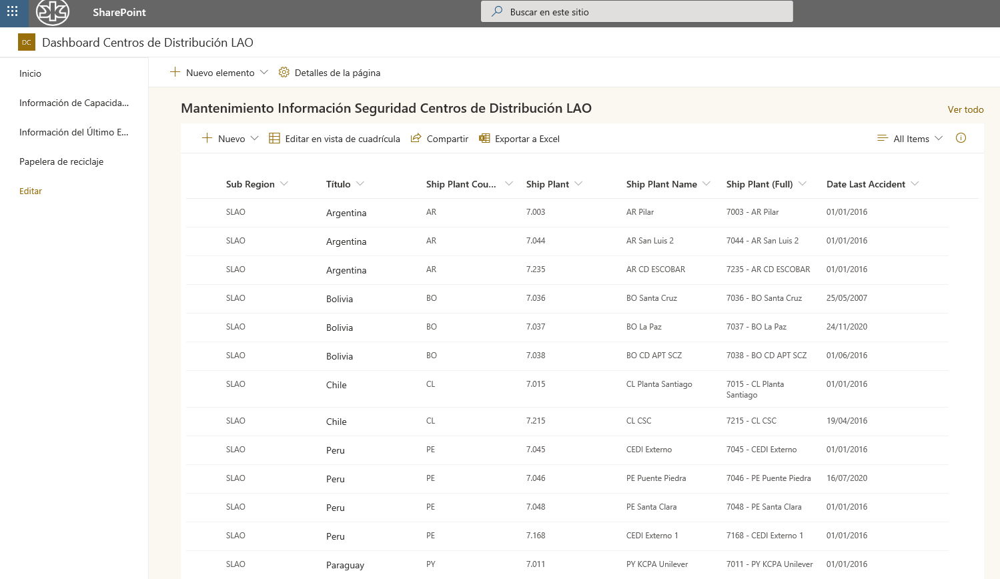 SharePoint
Buscar en este sitio
DC
Dashboard Centros de Distribución LAO
Inicio
Información de Capacida...
Información del Último E...
Papelera de reciclaje
Editar
Nuevo elemento
Detalles de la página
Mantenimiento Información Seguridad Centros de Distribución LAO
Ver todo
Nuevo
Editar en vista de cuadrícula
Compartir
Exportar a Excel
All Items
Sub Region Título Ship Plant Cou... Ship Plant Ship Plant Name Ship Plant (Full) Date Last Accident
SLAO Argentina AR 7.003 AR Pilar 7003 - AR Pilar 01/01/2016
SLAO Argentina AR 7.044 AR San Luis 2 7044 - AR San Luis 2 01/01/2016
SLAO Argentina AR 7.235 AR CD ESCOBAR 7235 - AR CD ESCOBAR 01/01/2016
SLAO Bolivia BO 7.036 BO Santa Cruz 7036 - BO Santa Cruz 25/05/2007
SLAO Bolivia BO 7.037 BO La Paz 7037 - BO La Paz 24/11/2020
SLAO Bolivia BO 7.038 BO CD APT SCZ 7038 - BO CD APT SCZ 01/06/2016
SLAO Chile CL 7.015 CL Planta Santiago 7015 - CL Planta 01/01/2016
Santiago
SLAO Chile CL 7.215 CL CSC 7215 - CL CSC 19/04/2016
SLAO Peru PE 7.045 CEDI Externo 7045 - CEDI Externo 01/01/2016
SLAO Peru PE 7.046 PE Puente Piedra 7046 - PE Puente Piedra 16/07/2020
SLAO Peru PE 7.048 PE Santa Clara 7048 - PE Santa Clara 01/01/2016
SLAO Peru PE 7.168 CEDI Externo 1 7168 - CEDI Externo 1 01/01/2016
SLAO Paraguay PY 7.011 PY KCPA Unilever 7011 - PY KCPA Unilever 01/01/2016